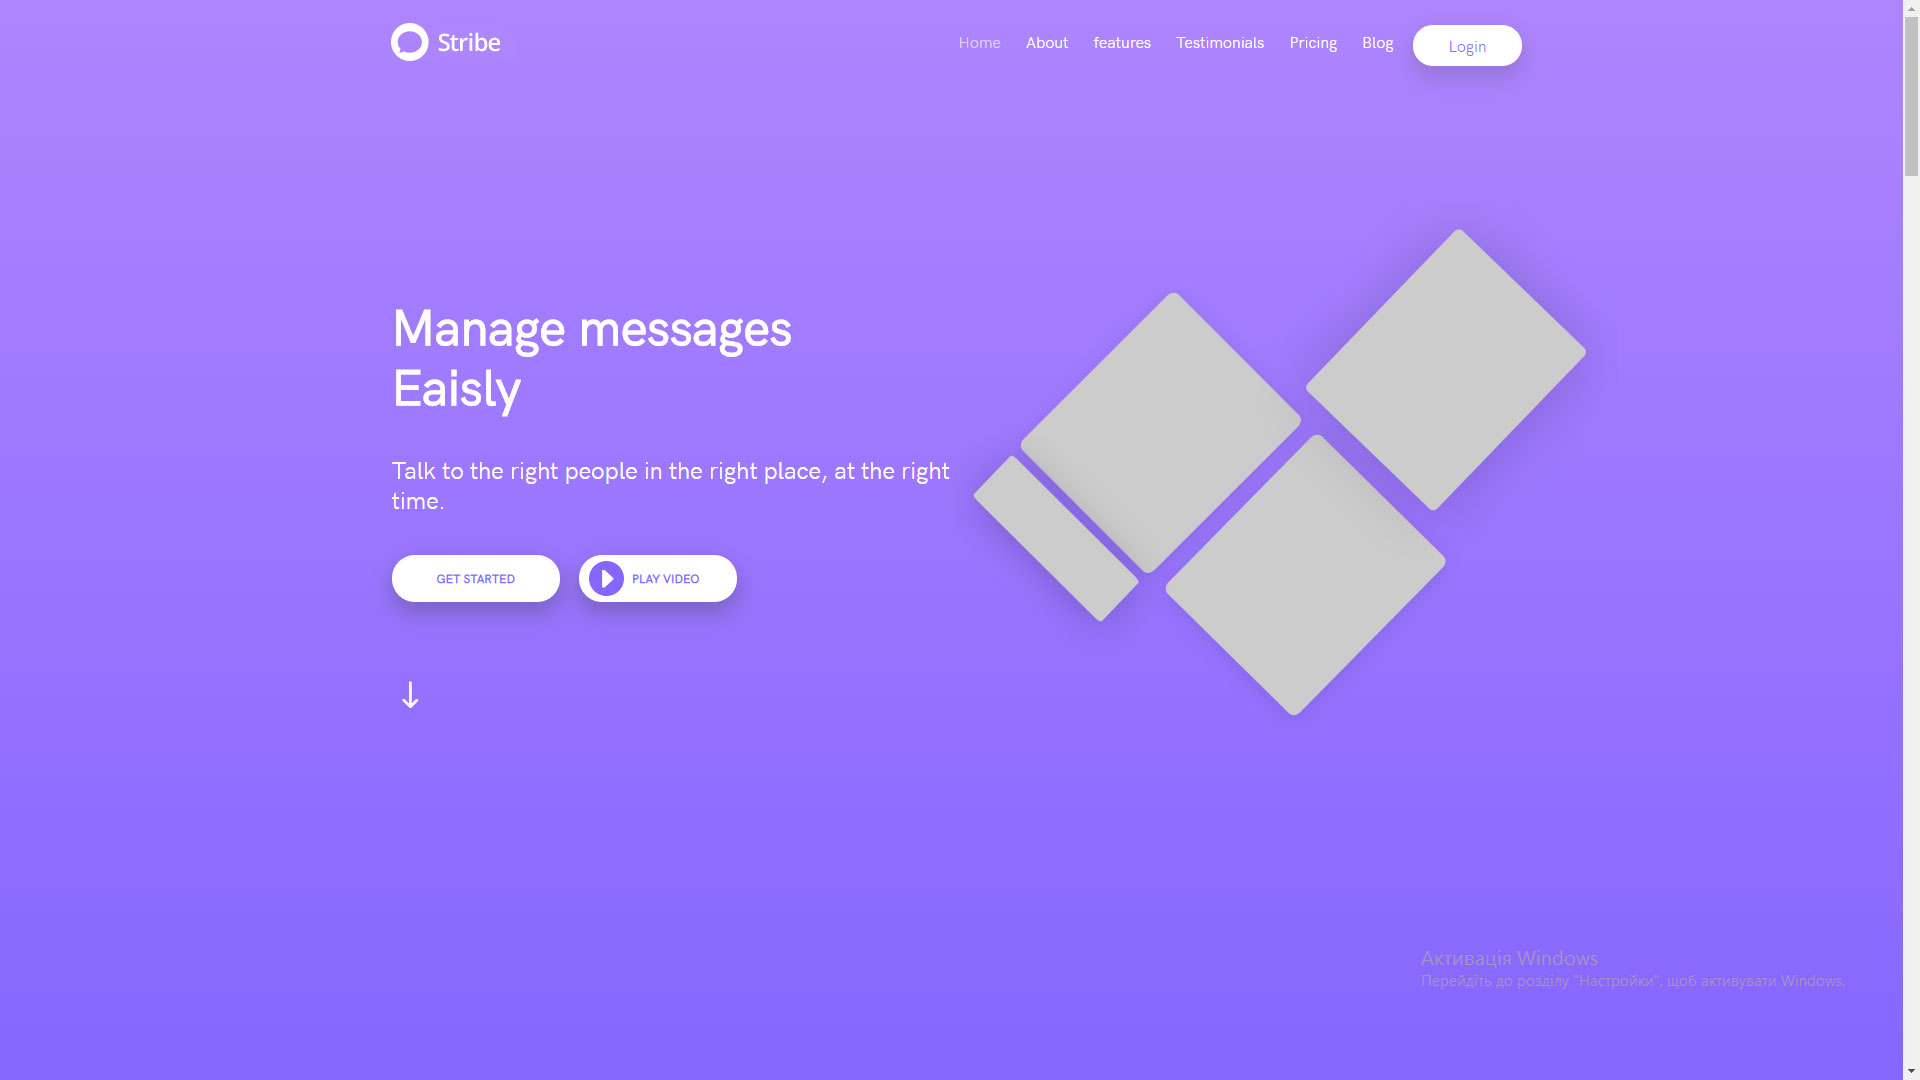 Stribe
Home About features Testimonials Pricing Blog Login
Manage messages
Eaisly
Talk to the right people in the right place, at the right
time.
GET STARTED PLAY VIDEO
Активація Windows
Перейдіть до розділу "Настройки", щоб активувати Windows.